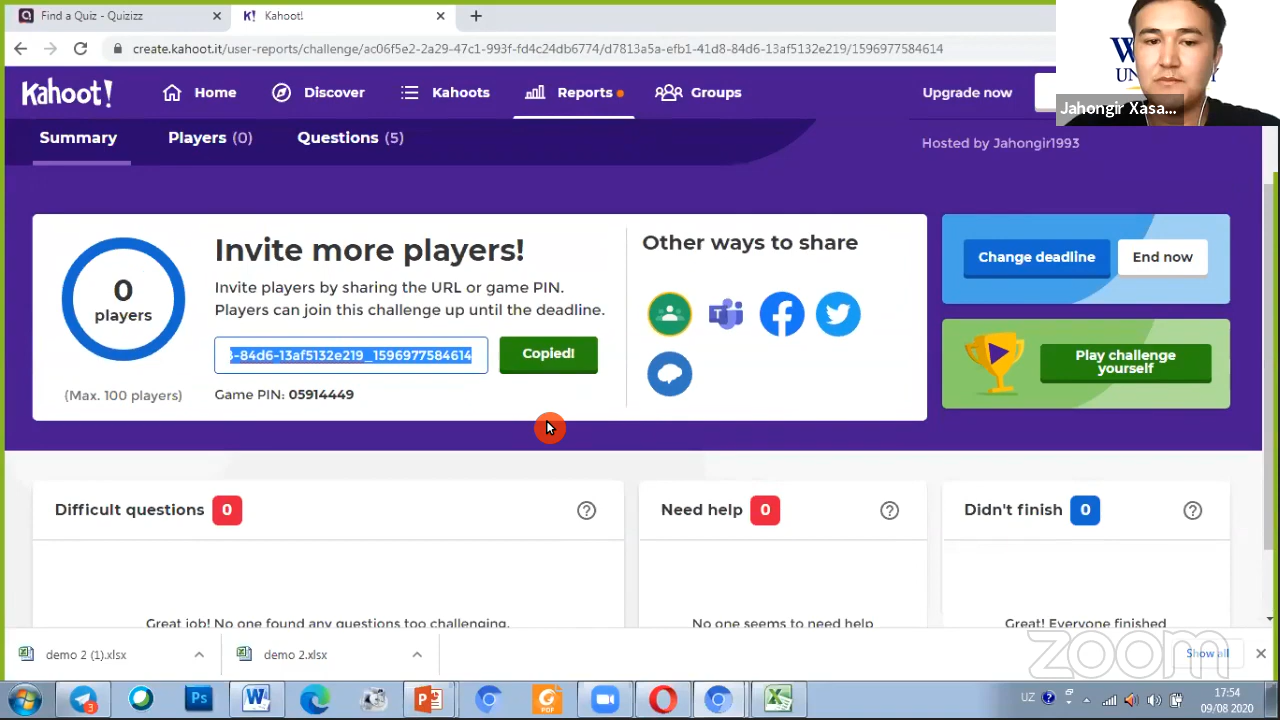 Find a Quiz - Quizizz
K! Kahoot!
create.kahoot.it/user-reports/challenge/ac06f5e2-2a29-47c1-993f-fd4c24db6774/d7813a5a-efb1-41d8-84d6-13af5132e219/1596977584614
Kahoot!
Home
Discover
Kahoots
Reports
Groups
Upgrade now
Jahongir Xasa...
Summary
Players (0)
Questions (5)
Hosted by Jahongir1993
0
players
(Max. 100 players)
Invite more players!
Invite players by sharing the URL or game PIN.
Players can join this challenge up until the deadline.
-84d6-13af5132e219_1596977584614
Copied!
Game PIN: 05914449
Other ways to share
Change deadline
End now
Play challenge
yourself
Difficult questions 0
Need help 0
Didn't finish 0
Great job! No one found any questions too challenging.
No one seems to need help
Great! Everyone finished
demo 2 (1).xlsx
demo 2.xlsx
Show all
zoom
3
Ps
W
P
PDF
UZ
17:54
09/08/2020